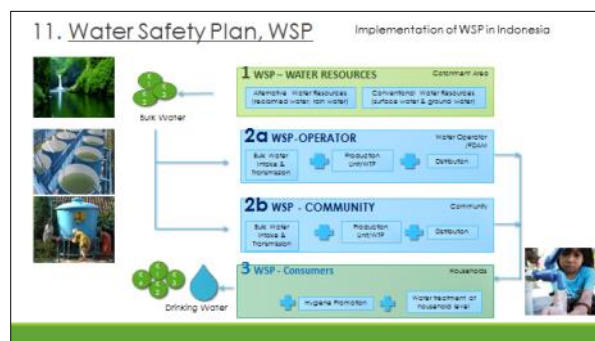 11. Water Safety Plan, WSP
Implementation of WSP in Indonesia
1 WSP – WATER RESOURCES
Catchment Area
Alternative Water Resources
(reclaimed water, rain water)
Conventional Water Resources
(surface water & ground water)
Bulk Water
2a WSP-OPERATOR
Water Operator
/PDAM
Bulk Water
Intake &
Transmission
Production
Unit/WTP
Distribution
2b WSP - COMMUNITY
Community
Bulk Water
Intake &
Transmission
Production
Unit/WTP
Distribution
3 WSP - Consumers
Households
Hygiene Promotion
Water treatment at
household level
Drinking Water